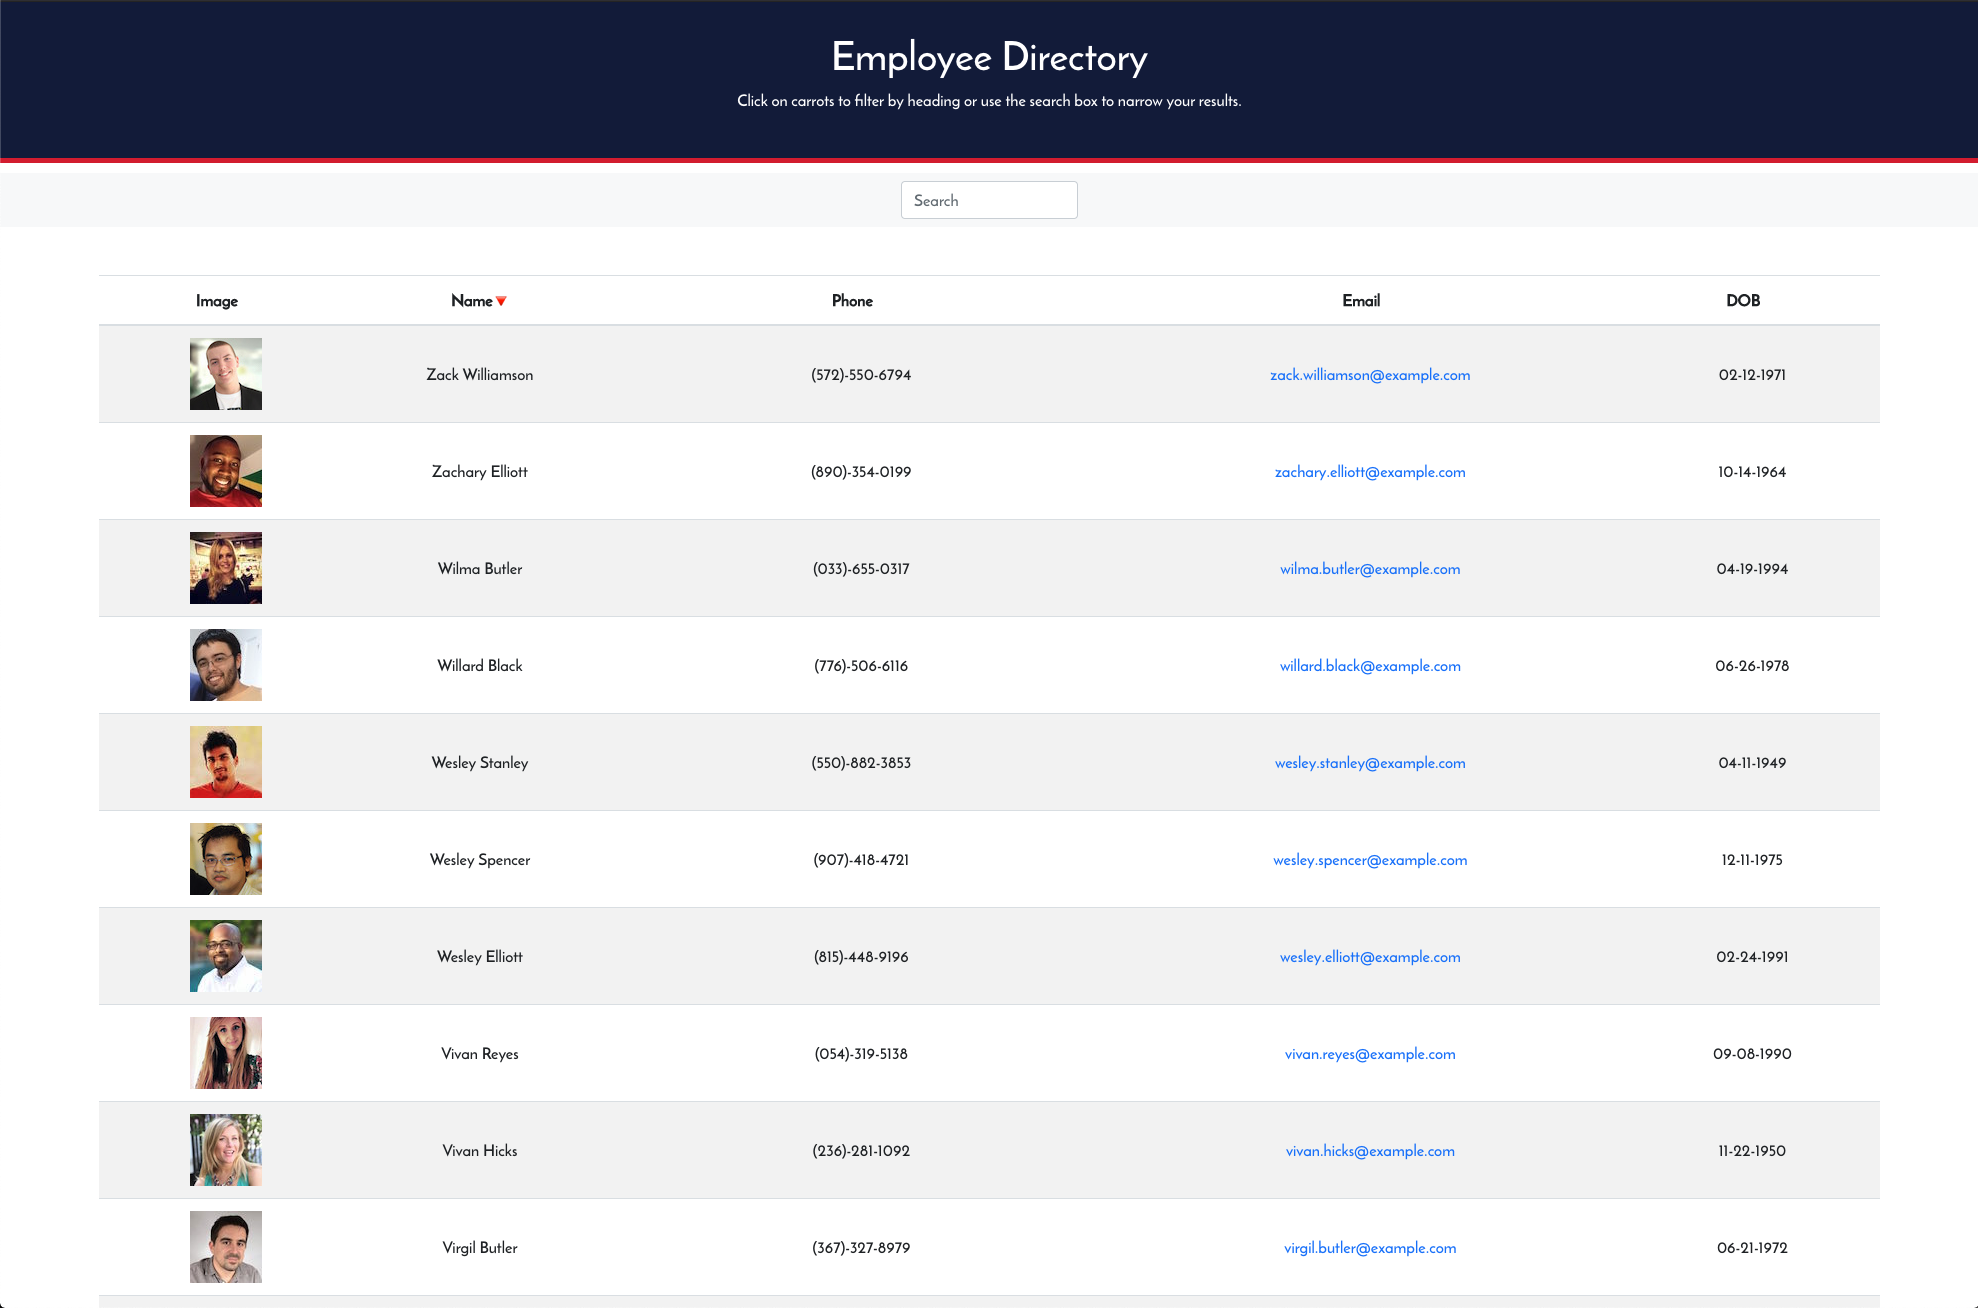 Employee Directory
Click on carrots to filter by heading or use the search box to narrow your results.
Search
Image Name Phone Email DOB
Zack Williamson (572)-550-6794 zack.williamson@example.com 02-12-1971
Zachary Elliott (890)-354-0199 zachary.elliott@example.com 10-14-1964
Wilma Butler (033)-655-0317 wilma.butler@example.com 04-19-1994
Willard Black (776)-506-6116 willard.black@example.com 06-26-1978
Wesley Stanley (550)-882-3853 wesley.stanley@example.com 04-11-1949
Wesley Spencer (907)-418-4721 wesley.spencer@example.com 12-11-1975
Wesley Elliott (815)-448-9196 wesley.elliott@example.com 02-24-1991
Vivan Reyes (054)-319-5138 vivan.reyes@example.com 09-08-1990
Vivan Hicks (236)-281-1092 vivan.hicks@example.com 11-22-1950
Virgil Butler (367)-327-8979 virgil.butler@example.com 06-21-1972